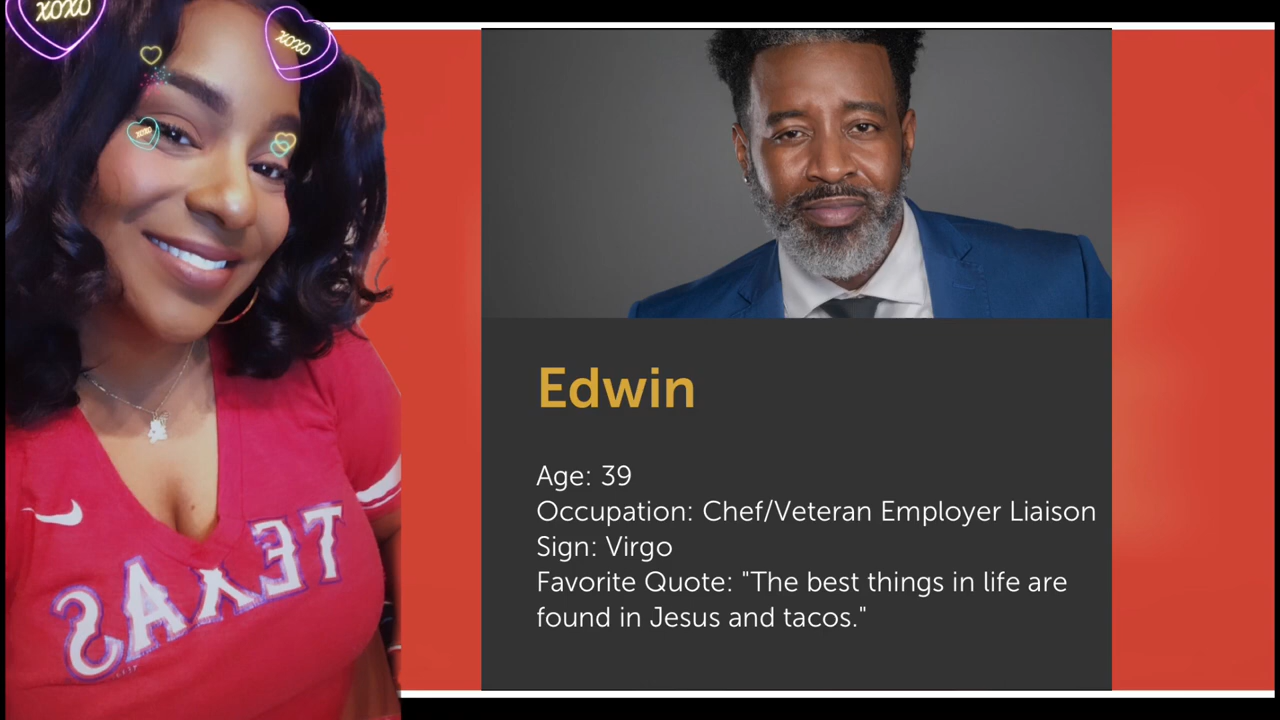 xoxo
xoxo
xoxo
TEXAS
Edwin
Age: 39
Occupation: Chef/Veteran Employer Liaison
Sign: Virgo
Favorite Quote: "The best things in life are
found in Jesus and tacos."